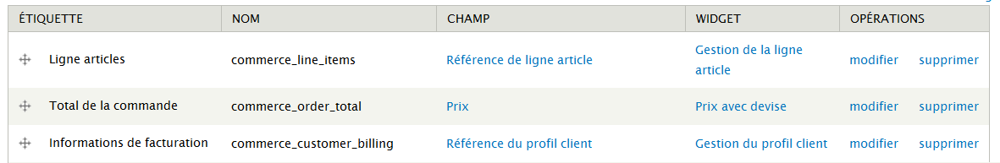 ÉTIQUETTE NOM CHAMP WIDGET OPÉRATIONS
Ligne articles commerce_line_items Référence de ligne article Gestion de la ligne article modifier supprimer
Total de la commande commerce_order_total Prix Prix avec devise modifier supprimer
Informations de facturation commerce_customer_billing Référence du profil client Gestion du profil client modifier supprimer